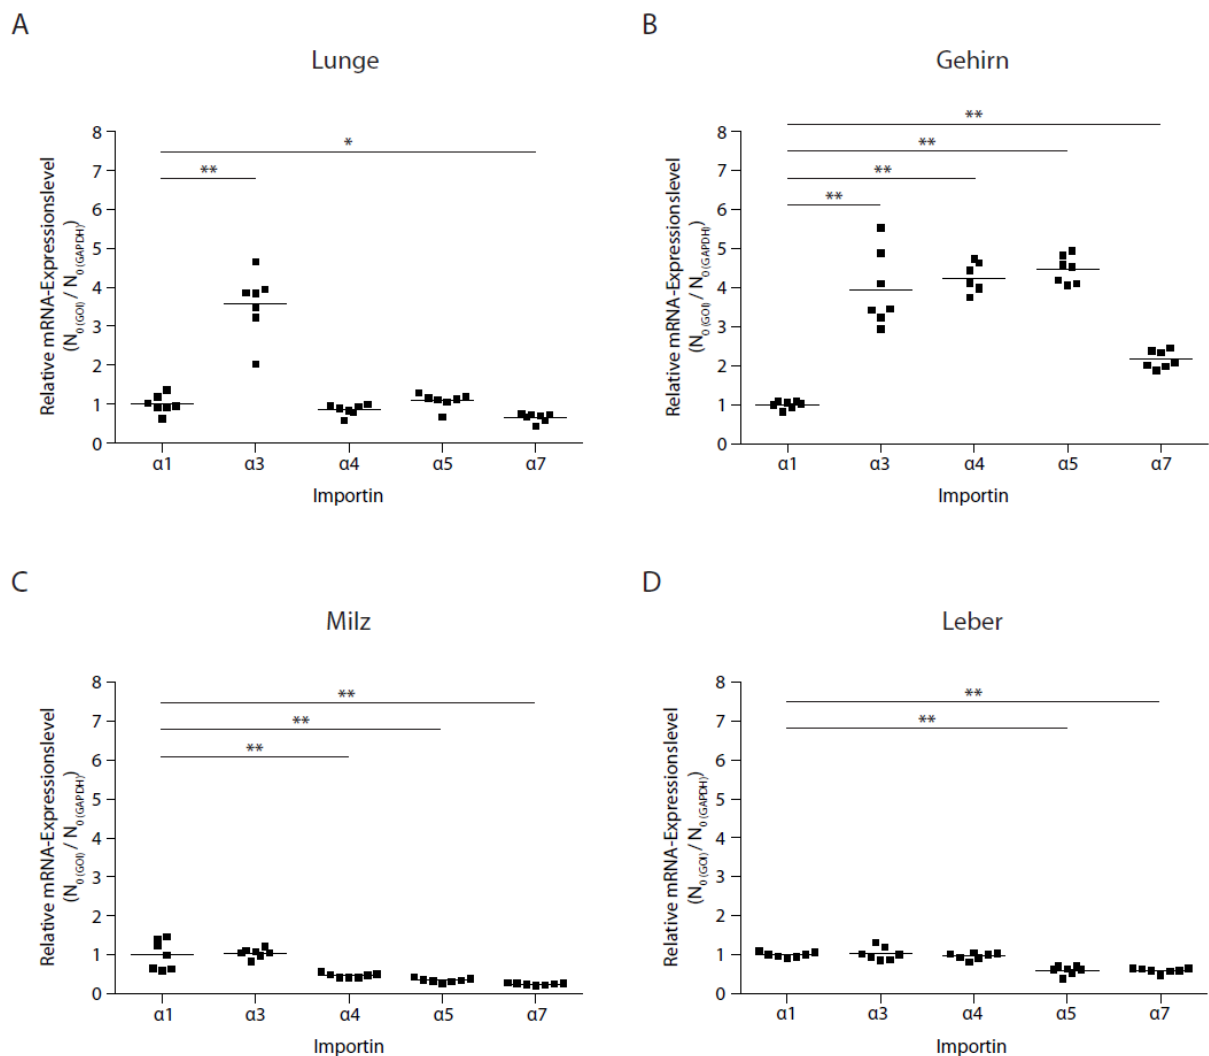 A
Lunge
Relative mRNA-Expressionslevel
(N0 (GOI) / N0 (GAPDH))
8
7
6
5
4
3
2
1
0
*
**
α1 α3 α4 α5 α7
Importin
B
Gehirn
Relative mRNA-Expressionslevel
(N0 (GOI) / N0 (GAPDH))
8
7
6
5
4
3
2
1
0
**
**
**
**
α1 α3 α4 α5 α7
Importin
C
Milz
Relative mRNA-Expressionslevel
(N0 (GOI) / N0 (GAPDH))
8
7
6
5
4
3
2
1
0
**
**
**
α1 α3 α4 α5 α7
Importin
D
Leber
Relative mRNA-Expressionslevel
(N0 (GOI) / N0 (GAPDH))
8
7
6
5
4
3
2
1
0
**
**
α1 α3 α4 α5 α7
Importin